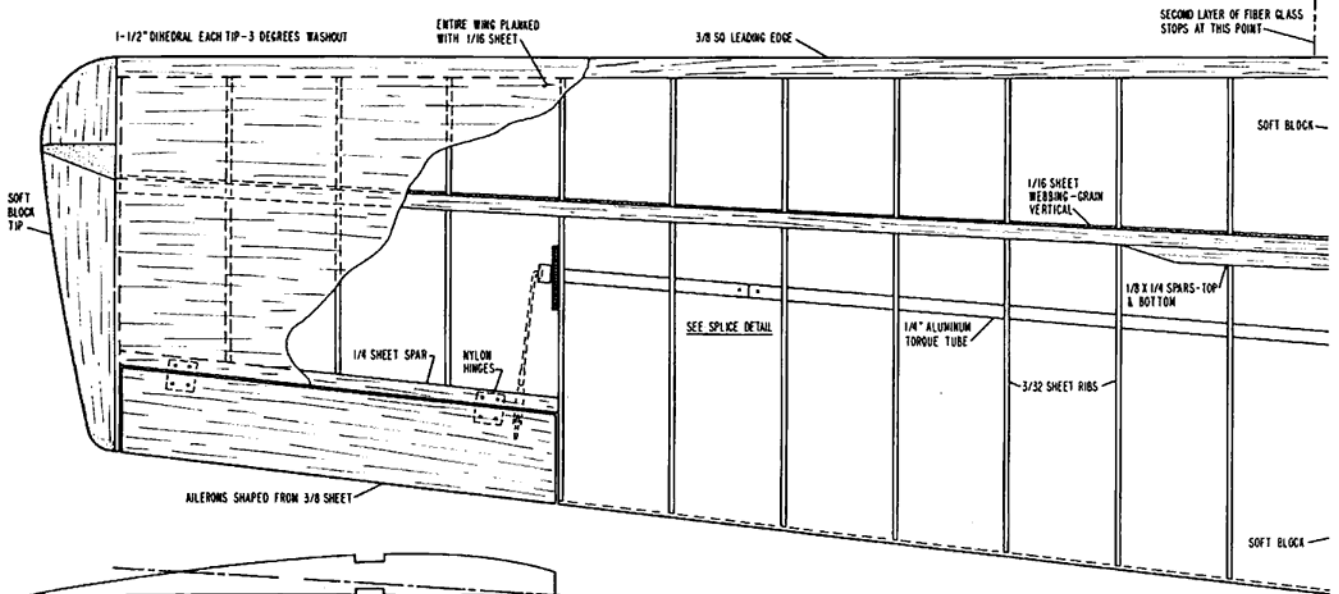 1-1/2" DIHEDRAL EACH TIP-3 DEGREES WASHOUT
ENTIRE WING PLANKED
WITH 1/16 SHEET
3/8 SQ LEADING EDGE
SECOND LAYER OF FIBER GLASS
STOPS AT THIS POINT
SOFT BLOCK
SOFT
BLOCK
TIP
1/16 SHEET
WEBBING-GRAIN
VERTICAL
1/8 X 1/4 SPARS-TOP
& BOTTOM
SEE SPLICE DETAIL
1/4" ALUMINUM
TORQUE TUBE
1/4 SHEET SPAR
NYLON
HINGES
3/32 SHEET RIBS
AILERONS SHAPED FROM 3/8 SHEET
SOFT BLOCK